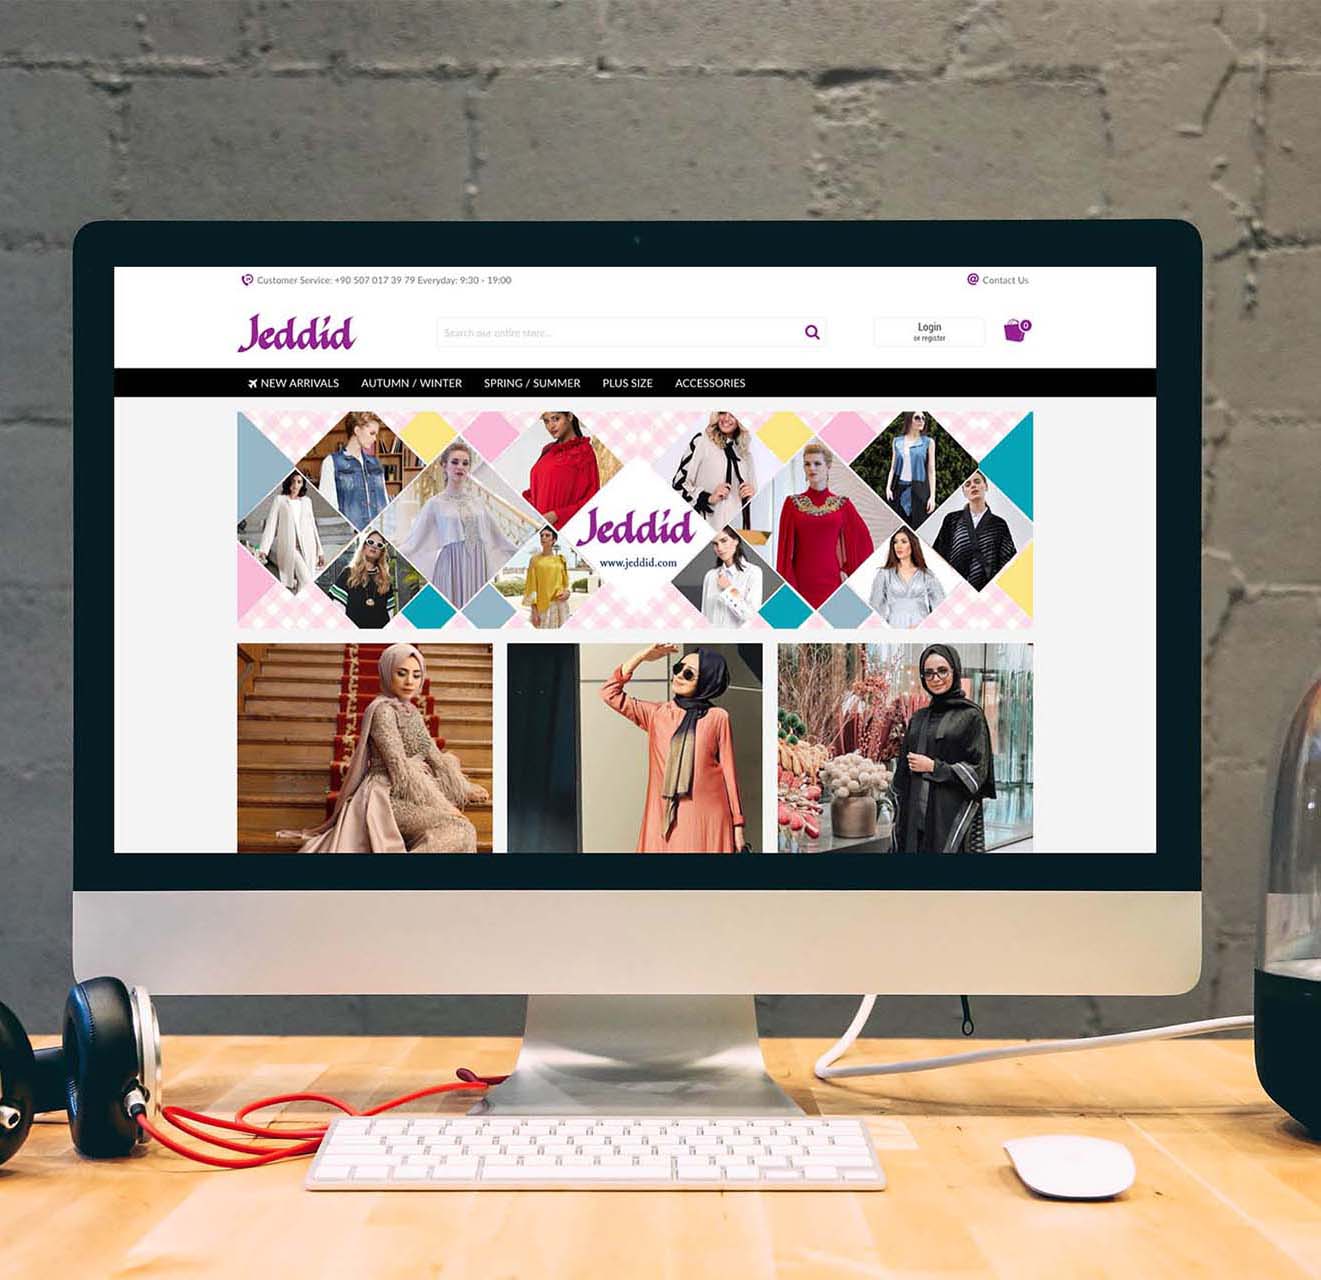 Customer Service: +90 507 017 39 79 Everyday: 9:30 - 19:00
Contact Us
Jeddid
Search our entire store...
Login
or register
0
NEW ARRIVALS AUTUMN / WINTER SPRING / SUMMER PLUS SIZE ACCESSORIES
Jeddid
www.jeddid.com